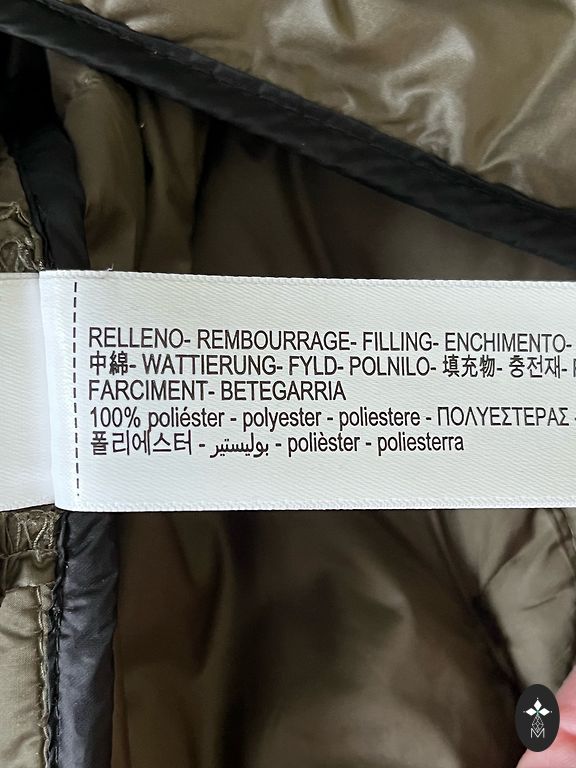 RELLENO- REMBOURRAGE- FILLING- ENCHIMENTO-
中綿- WATTIERUNG- FYLD- POLNILO- 填充物- 충전재-
FARCIMENT- BETEGARRIA
100% poliéster - polyester - poliestere - ΠΟΛΥΕΣΤΕΡΑΣ -
폴리에스터 - بوليستير - polièster - poliesterra
M